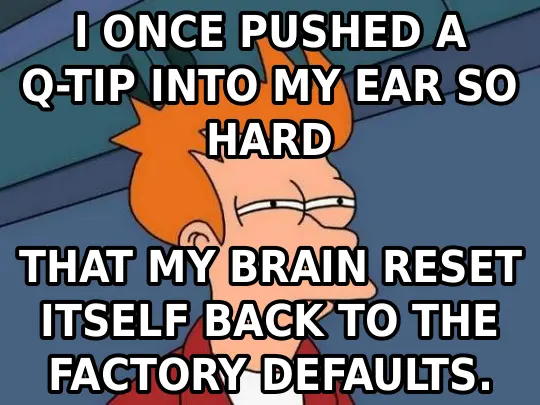 I ONCE PUSHED A
Q-TIP INTO MY EAR SO
HARD
THAT MY BRAIN RESET
ITSELF BACK TO THE
FACTORY DEFAULTS.